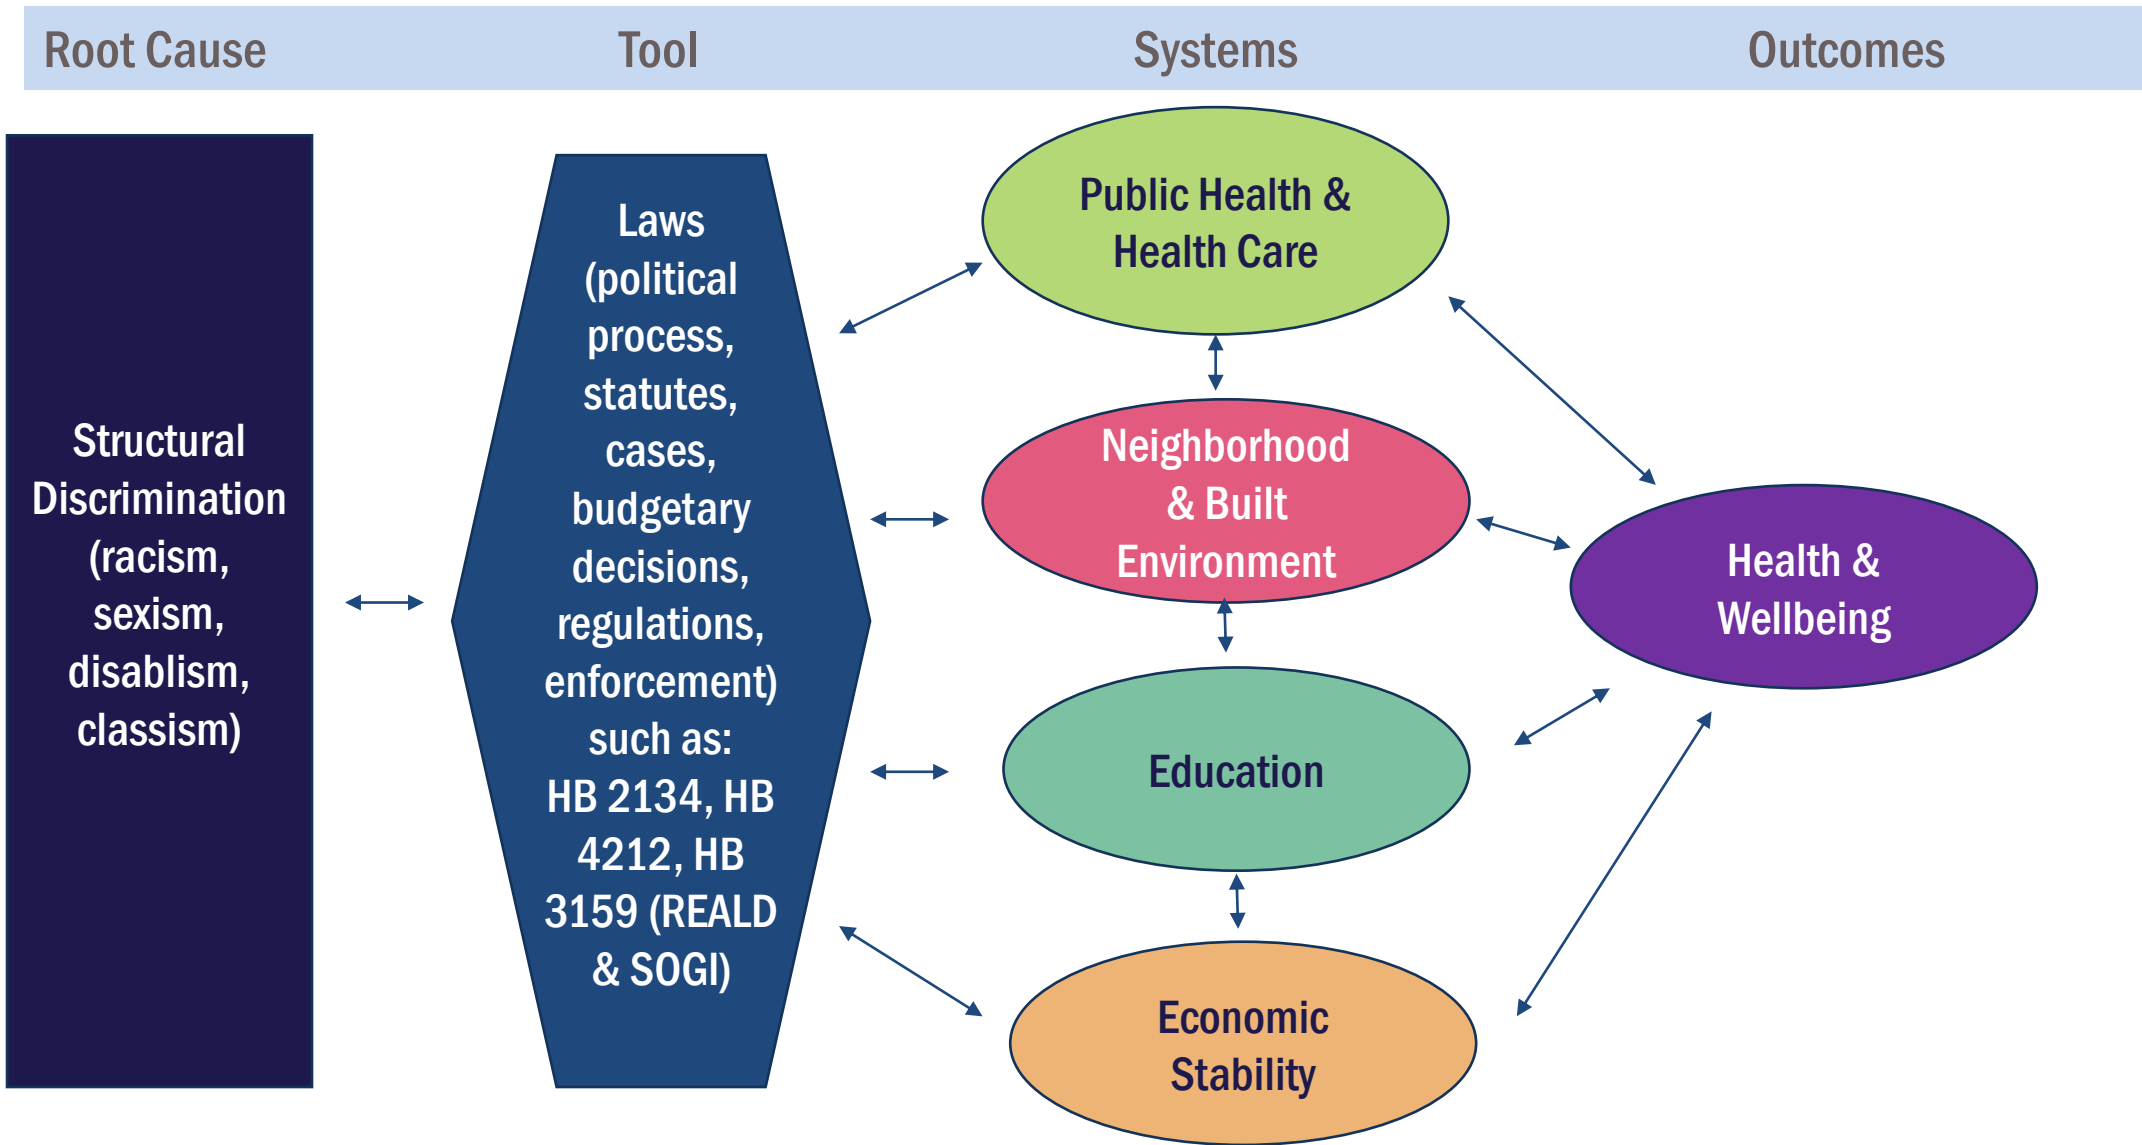 Root Cause
Tool
Systems
Outcomes
Structural
Discrimination
(racism,
sexism,
disablism,
classism)
Laws
(political
process,
statutes,
cases,
budgetary
decisions,
regulations,
enforcement)
such as:
HB 2134, HB
4212, HB
3159 (REALD
& SOGI)
Public Health &
Health Care
Neighborhood
& Built
Environment
Education
Economic
Stability
Health &
Wellbeing